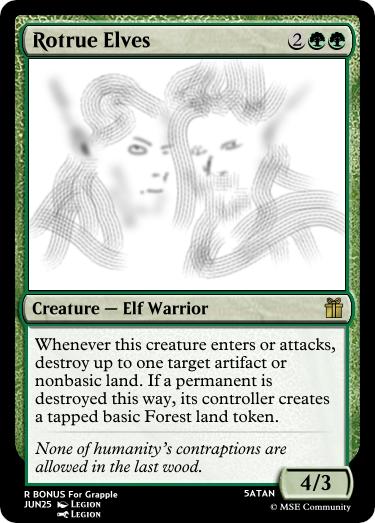 Rotrue Elves 2
Creature — Elf Warrior
Whenever this creature enters or attacks,
destroy up to one target artifact or
nonbasic land. If a permanent is
destroyed this way, its controller creates
a tapped basic Forest land token.
None of humanity's contraptions are
allowed in the last wood.
4/3
R BONUS For Grapple 5ATAN
JUN25 Legion
Legion
© MSE Community